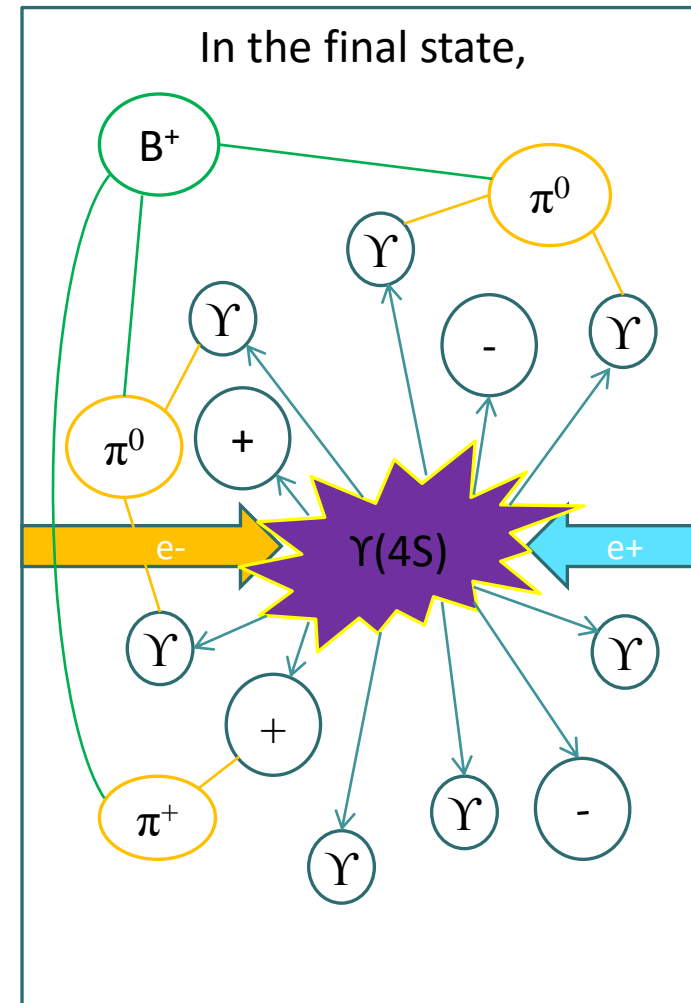 In the final state,
B⁺
π⁰
ϒ
ϒ
ϒ
-
π⁰
+
e-
ϒ(4S)
e+
ϒ
ϒ
+
π⁺
ϒ
ϒ
-